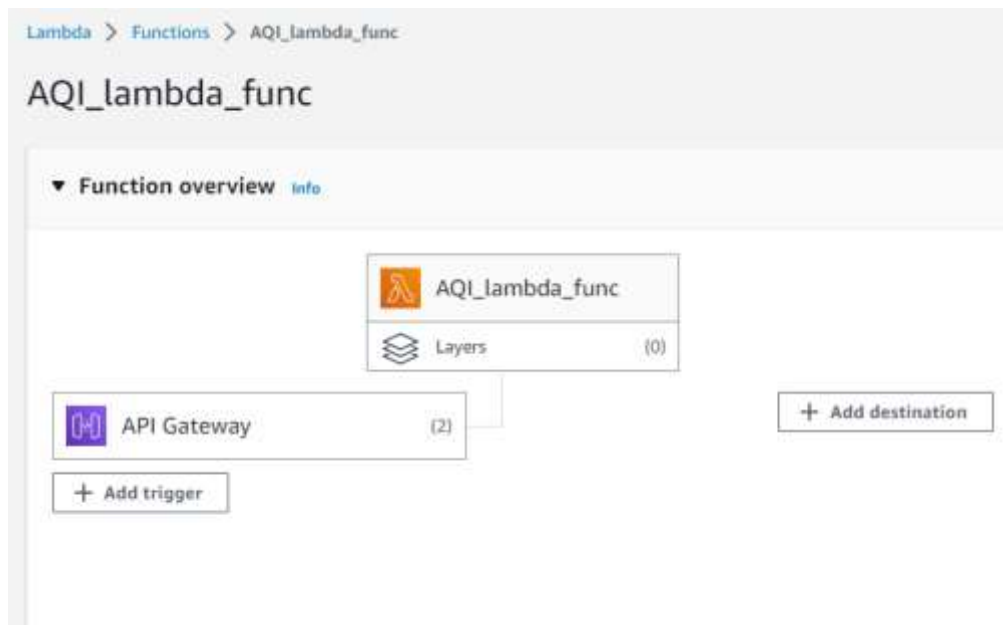 Lambda > Functions > AQI_lambda_func
AQI_lambda_func
▼ Function overview Info
AQI_lambda_func
Layers (0)
API Gateway (2)
+ Add destination
+ Add trigger